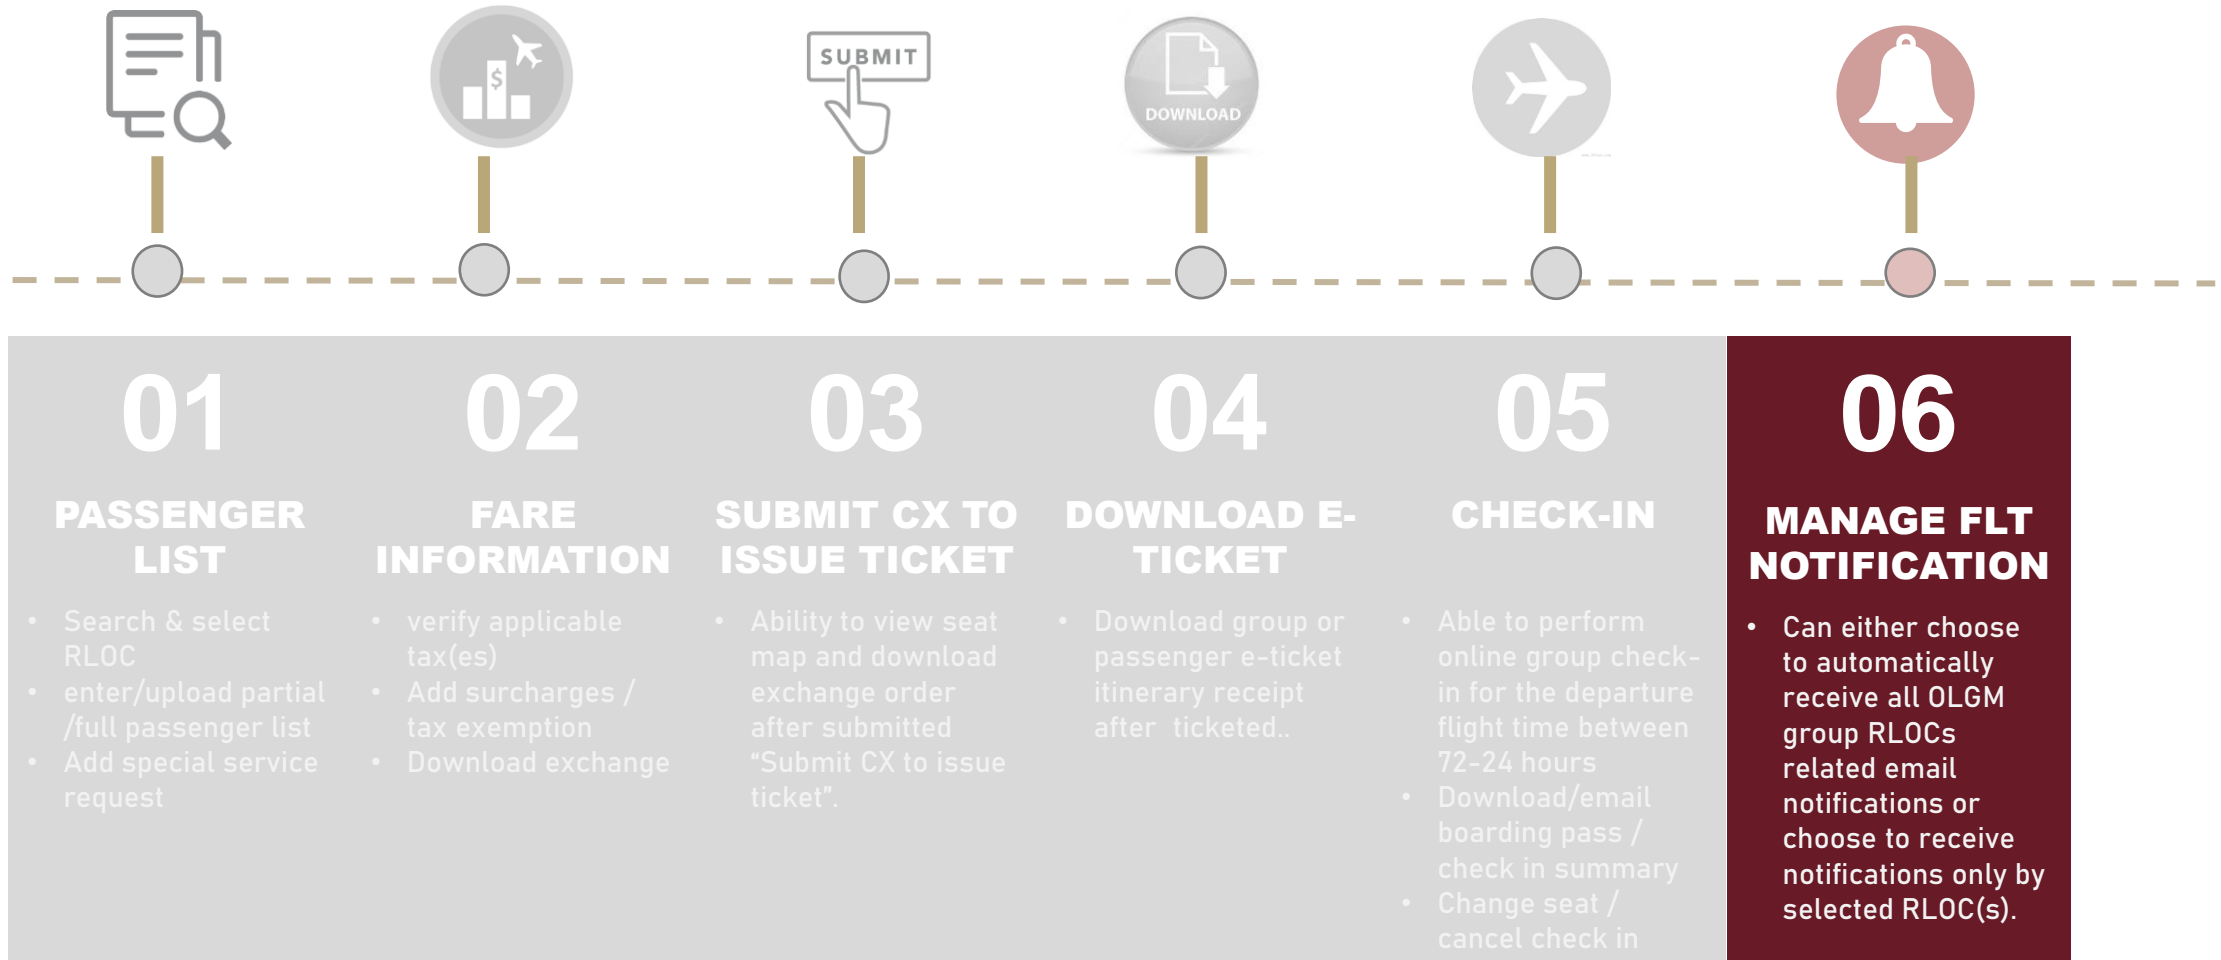 SUBMIT
DOWNLOAD
$
01
PASSENGER
LIST
• Search & select
RLOC
• enter/upload partial
/full passenger list
• Add special service
request
02
FARE
INFORMATION
• verify applicable
tax(es)
• Add surcharges /
tax exemption
• Download exchange
03
SUBMIT CX TO
ISSUE TICKET
• Ability to view seat
map and download
exchange order
after submitted
“Submit CX to issue
ticket”.
04
DOWNLOAD E-
TICKET
• Download group or
passenger e-ticket
itinerary receipt
after  ticketed..
05
CHECK-IN
• Able to perform
online group check-
in for the departure
flight time between
72-24 hours
• Download/email
boarding pass /
check in summary
• Change seat /
cancel check in
06
MANAGE FLT
NOTIFICATION
• Can either choose
to automatically
receive all OLGM
group RLOCs
related email
notifications or
choose to receive
notifications only by
selected RLOC(s).